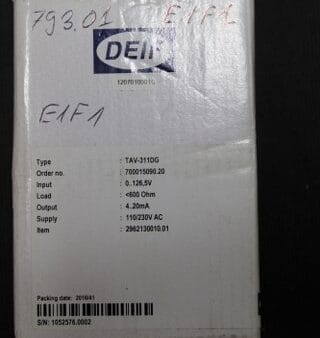 793.01 E1F1
DEIF
12070100010
E1F1
Type : TAV-311DG
Order no. : 700015090.20
Input : 0..126,5V
Load : <600 Ohm
Output : 4..20mA
Supply : 110/230V AC
Item : 2962130010.01
Packing date: 2016/41
S/N: 1052576.0002